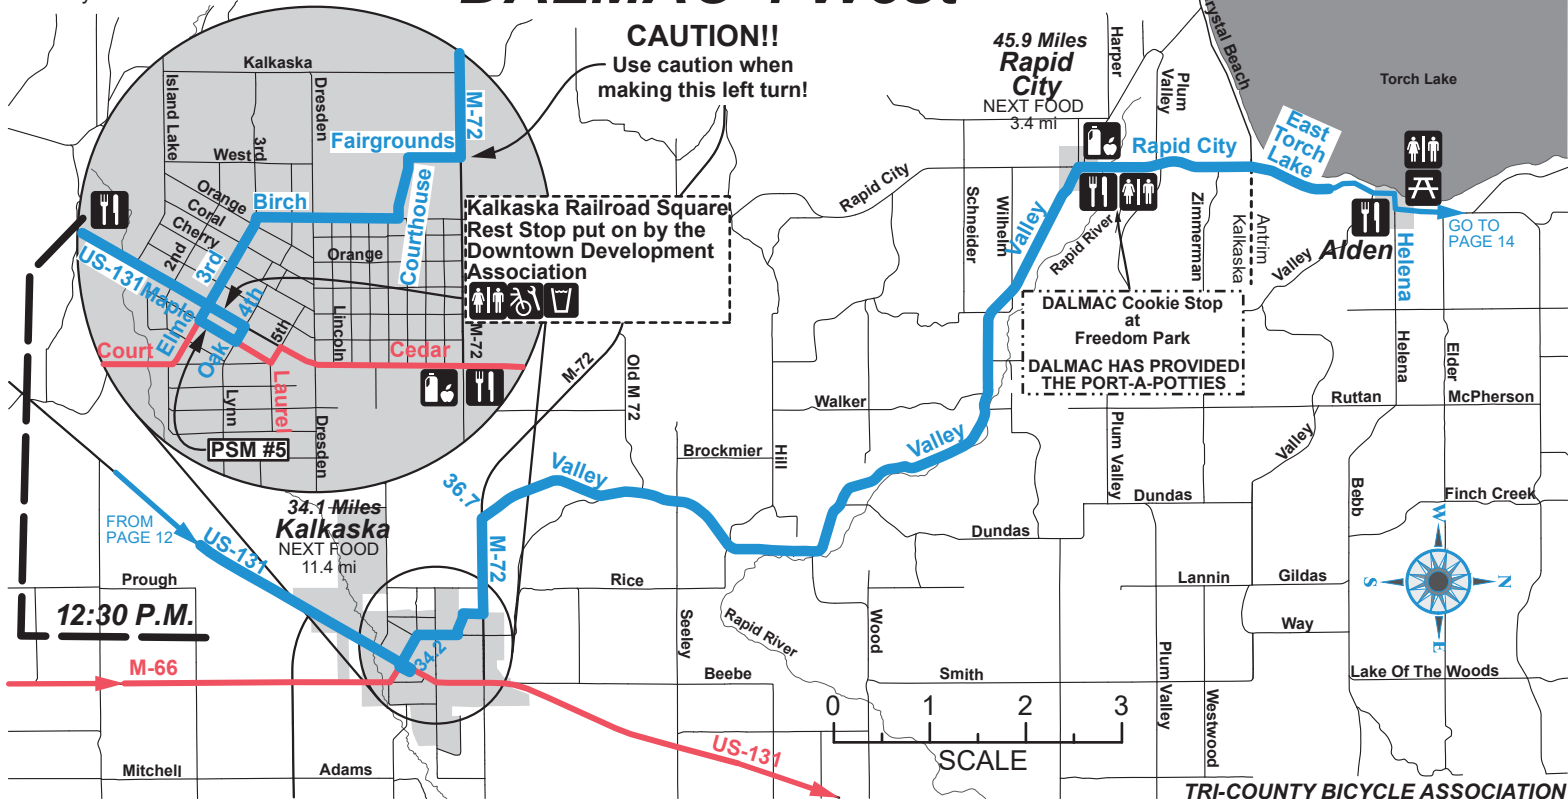 DALMAC 4 West
CAUTION!!
Use caution when
making this left turn!
Kalkaska
Island Lake
Dresden
3rd
West
M-72
Fairgrounds
Orange
Coral
Cherry
2nd
Birch
3rd
Courthouse
Orange
US-131
Maple
Elm
4th
Oak
5th
Lincoln
M-72
Court
Cedar
Laurel
Lynn
Dresden
PSM #5
Kalkaska Railroad Square
Rest Stop put on by the
Downtown Development
Association
45.9 Miles
Rapid
City
NEXT FOOD
3.4 mi
Harper
Plum
Valley
Crystal Beach
Torch Lake
Rapid City
East
Torch
Lake
Rapid City
Schneider
Wilhelm
Valley
Rapid River
Zimmerman
Kalkaska
Antrim
Valley
Alden
Helena
GO TO
PAGE 14
DALMAC Cookie Stop
at
Freedom Park
DALMAC HAS PROVIDED
THE PORT-A-POTTIES
M-72
Old M 72
Walker
Helena
Elder
Ruttan
McPherson
Brockmier
Hill
Valley
Plum Valley
Valley
Valley
36.7
Dundas
Dundas
Bebb
Finch Creek
34.1 Miles
Kalkaska
NEXT FOOD
11.4 mi
FROM
PAGE 12
US-131
M-72
W
S
N
E
Prough
Rice
Lannin
Gildas
12:30 P.M.
Seeley
Rapid River
Wood
Way
34.2
M-66
Beebe
Smith
Plum Valley
Westwood
Lake Of The Woods
0 1 2 3
SCALE
US-131
Mitchell
Adams
TRI-COUNTY BICYCLE ASSOCIATION